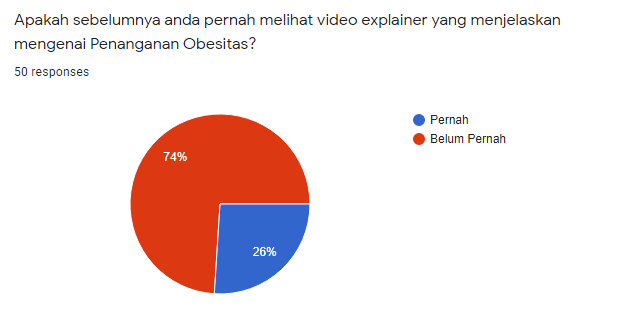 Apakah sebelumnya anda pernah melihat video explainer yang menjelaskan
mengenai Penanganan Obesitas?
50 responses
Pernah
Belum Pernah
74%
26%